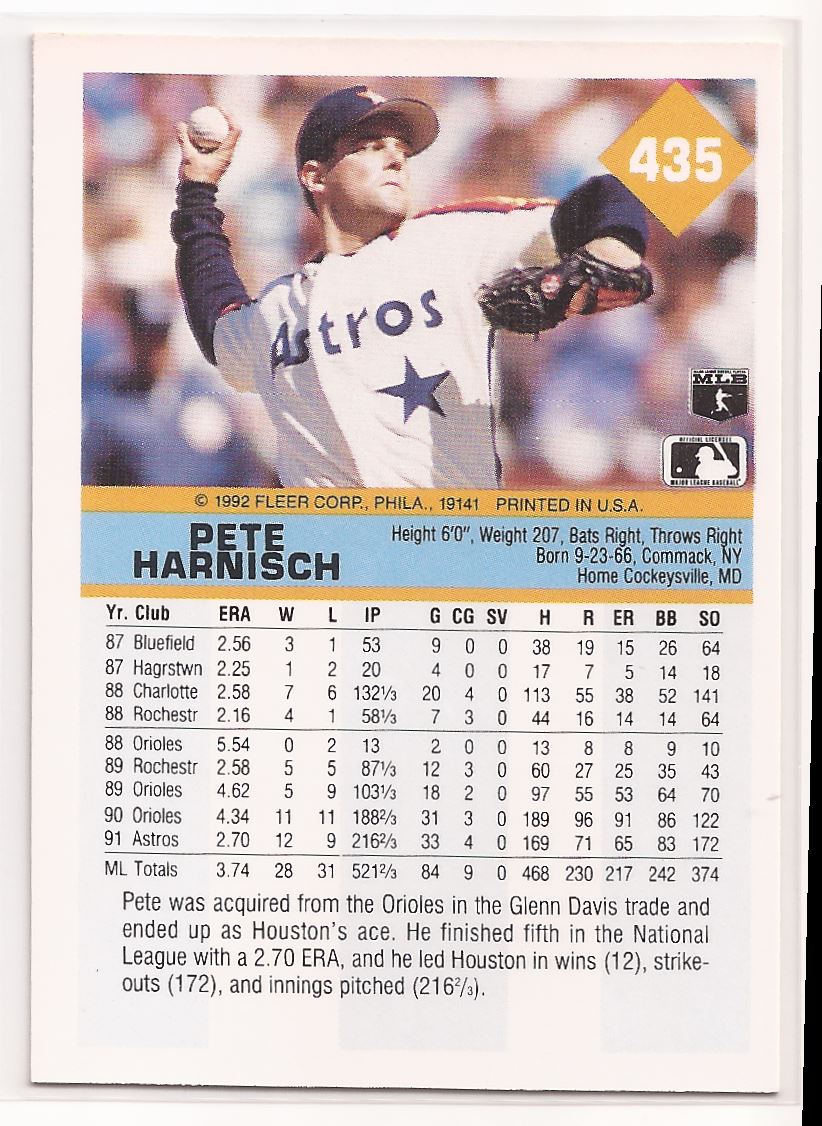 435
Astros
MLB
OFFICIAL LICENSEE
MAJOR LEAGUE BASEBALL
© 1992 FLEER CORP., PHILA., 19141 PRINTED IN U.S.A.
PETE
HARNISCH
Height 6'0", Weight 207, Bats Right, Throws Right
Born 9-23-66, Commack, NY
Home Cockeysville, MD
Yr. Club ERA W L IP G CG SV H R ER BB SO
87 Bluefield 2.56 3 1 53 9 0 0 38 19 15 26 64
87 Hagrstwn 2.25 1 2 20 4 0 0 17 7 5 14 18
88 Charlotte 2.58 7 6 132⅓ 20 4 0 113 55 38 52 141
88 Rochestr 2.16 4 1 58⅓ 7 3 0 44 16 14 14 64
88 Orioles 5.54 0 2 13 2 0 0 13 8 8 9 10
89 Rochestr 2.58 5 5 87⅓ 12 3 0 60 27 25 35 43
89 Orioles 4.62 5 9 103⅓ 18 2 0 97 55 53 64 70
90 Orioles 4.34 11 11 188⅔ 31 3 0 189 96 91 86 122
91 Astros 2.70 12 9 216⅔ 33 4 0 169 71 65 83 172
ML Totals 3.74 28 31 521⅔ 84 9 0 468 230 217 242 374
Pete was acquired from the Orioles in the Glenn Davis trade and
ended up as Houston's ace. He finished fifth in the National
League with a 2.70 ERA, and he led Houston in wins (12), strike-
outs (172), and innings pitched (216⅔).